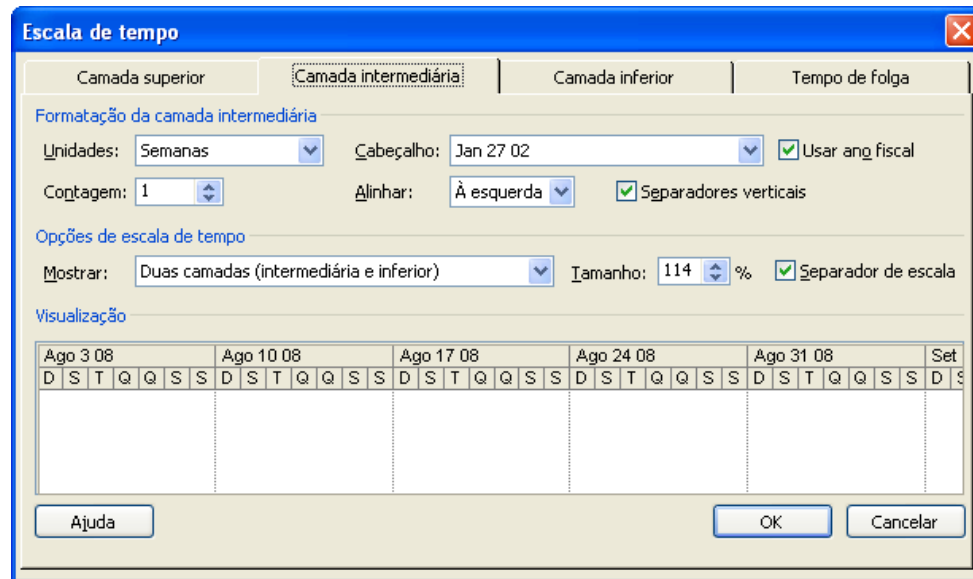 Escala de tempo
Camada superior Camada intermediária Camada inferior Tempo de folga
Formatação da camada intermediária
Unidades: Semanas Cabeçalho: Jan 27 02 Usar ano fiscal
Contagem: 1 Alinhar: À esquerda Separadores verticais
Opções de escala de tempo
Mostrar: Duas camadas (intermediária e inferior) Tamanho: 114 % Separador de escala
Visualização
Ago 3 08 Ago 10 08 Ago 17 08 Ago 24 08 Ago 31 08 Set
D S T Q Q S S D S T Q Q S S D S T Q Q S S D S T Q Q S S D S T Q Q S S D S
Ajuda OK Cancelar